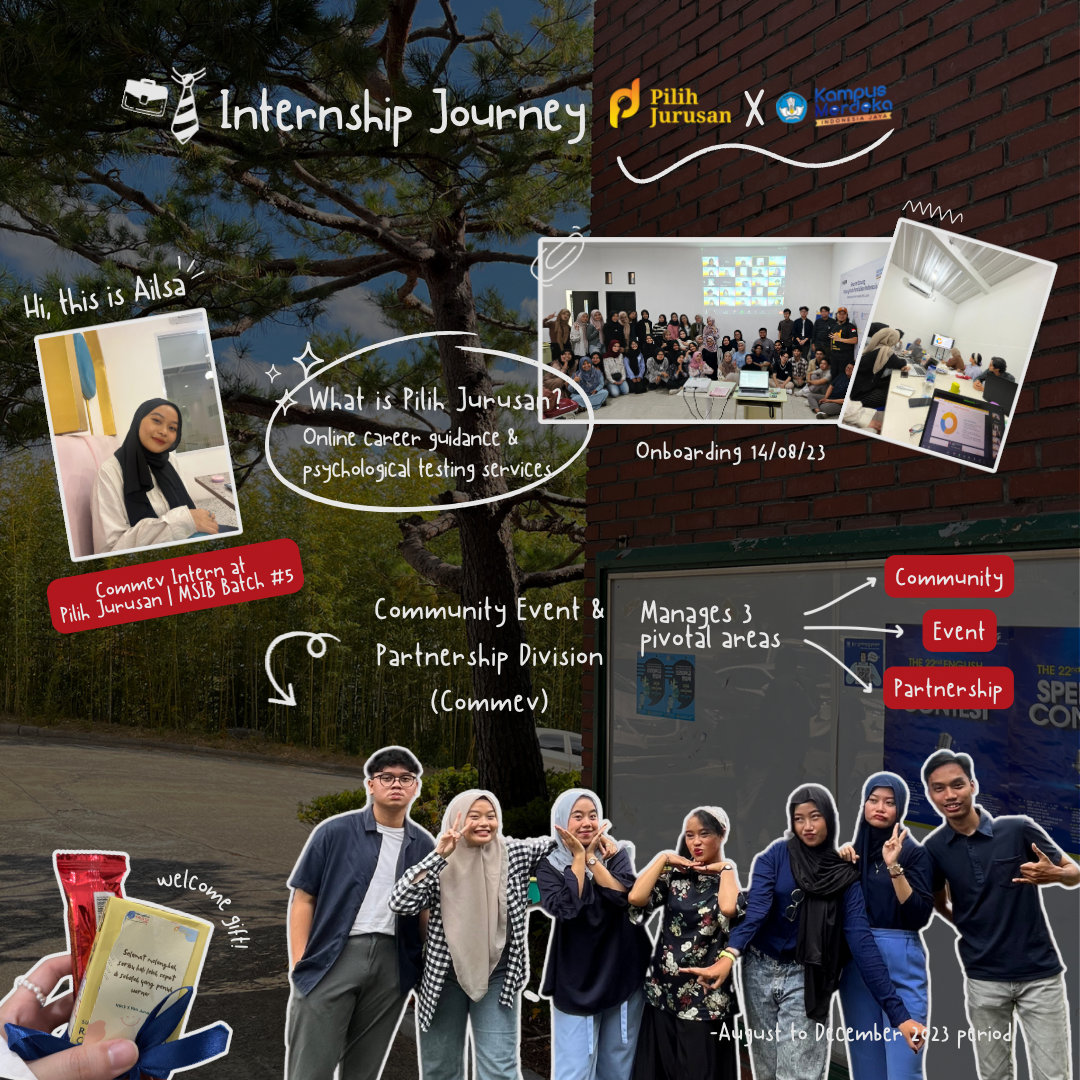 Internship Journey
Pilih
Jurusan
X
Kampus
Merdeka
INDONESIA JAYA
Hi, this is Ailsa
What is Pilih Jurusan?
Online career guidance &
psychological testing services
Onboarding 14/08/23
Commev Intern at
Pilih Jurusan | MSIB Batch #5
Community Event &
Partnership Division
(Commev)
Manages 3
pivotal areas
Community
Event
Partnership
THE 22ND ENGLISH
CONTEST
THE 22
SPE
CON
welcome gift!
Selamat melangkah
-August to December 2023 period